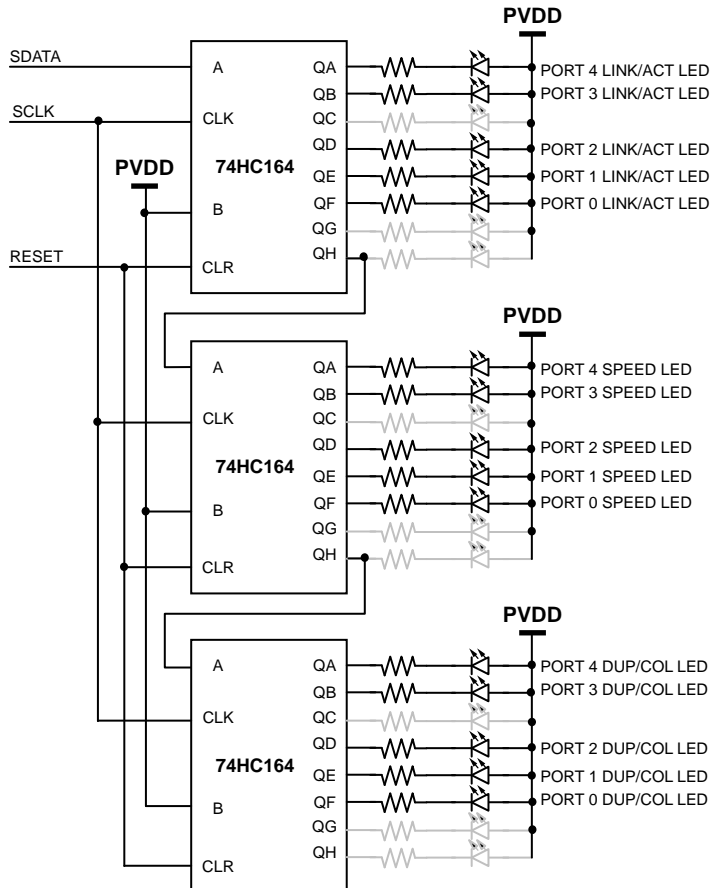 PVDD
SDATA
A
QA
PORT 4 LINK/ACT LED
QB
PORT 3 LINK/ACT LED
SCLK
CLK
QC
QD
PORT 2 LINK/ACT LED
PVDD
74HC164
QE
PORT 1 LINK/ACT LED
B
QF
PORT 0 LINK/ACT LED
QG
RESET
CLR
QH
PVDD
A
QA
PORT 4 SPEED LED
QB
PORT 3 SPEED LED
CLK
QC
QD
PORT 2 SPEED LED
74HC164
QE
PORT 1 SPEED LED
B
QF
PORT 0 SPEED LED
QG
CLR
QH
PVDD
A
QA
PORT 4 DUP/COL LED
QB
PORT 3 DUP/COL LED
CLK
QC
QD
PORT 2 DUP/COL LED
74HC164
QE
PORT 1 DUP/COL LED
B
QF
PORT 0 DUP/COL LED
QG
CLR
QH